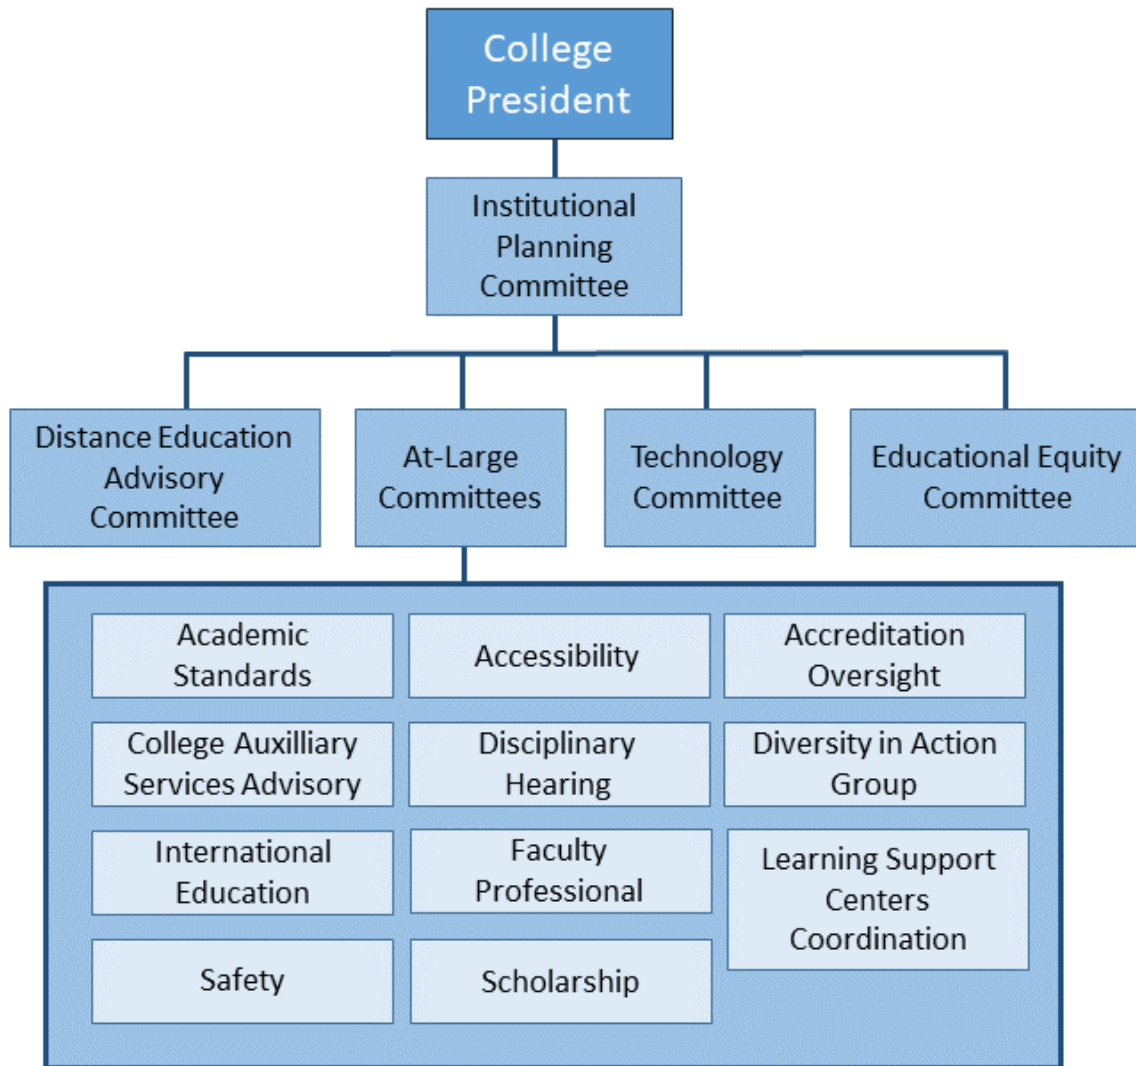 College
President
Institutional
Planning
Committee
Distance Education
Advisory
Committee
At-Large
Committees
Technology
Committee
Educational Equity
Committee
Academic
Standards
Accessibility
Accreditation
Oversight
College Auxilliary
Services Advisory
Disciplinary
Hearing
Diversity in Action
Group
International
Education
Faculty
Professional
Learning Support
Centers
Coordination
Safety
Scholarship